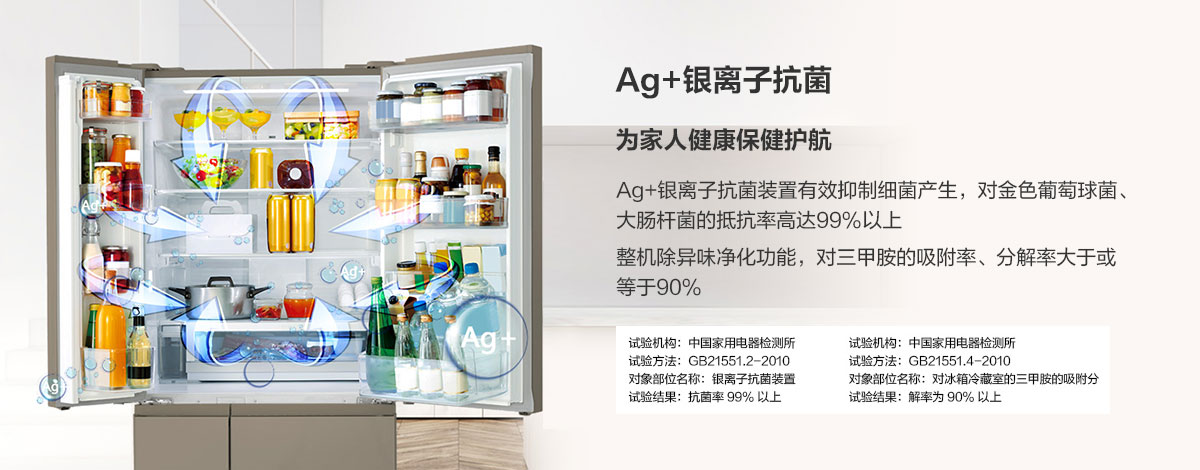 Ag+银离子抗菌
为家人健康保健护航
Ag+银离子抗菌装置有效抑制细菌产生，对金色葡萄球菌、
大肠杆菌的抵抗率高达99%以上
整机除异味净化功能，对三甲胺的吸附率、分解率大于或
等于90%
试验机构：中国家用电器检测所
试验方法：GB21551.2-2010
对象部位名称：银离子抗菌装置
试验结果：抗菌率 99% 以上
试验机构：中国家用电器检测所
试验方法：GB21551.4-2010
对象部位名称：对冰箱冷藏室的三甲胺的吸附分
试验结果：解率为 90% 以上
Ag+
Ag+
Ag+
Ag+